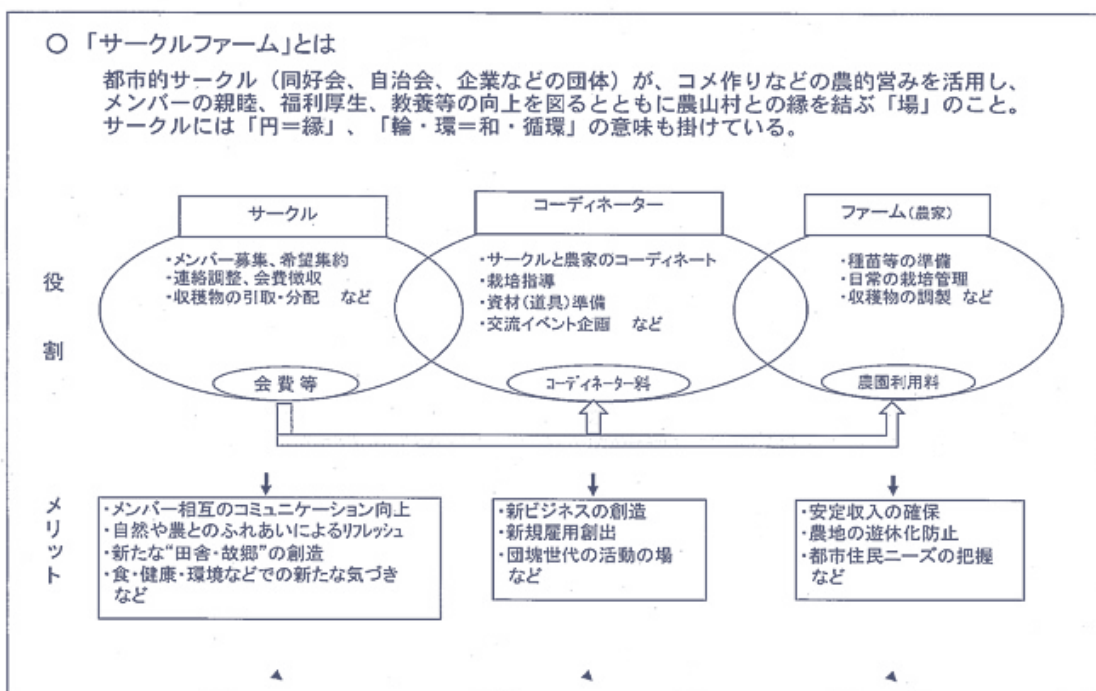 ○ 「サークルファーム」とは
都市的サークル（同好会、自治会、企業などの団体）が、コメ作りなどの農的営みを活用し、
メンバーの親睦、福利厚生、教養等の向上を図るとともに農山村との縁を結ぶ「場」のこと。
サークルには「円＝縁」、「輪・環＝和・循環」の意味も掛けている。
役割
サークル
・メンバー募集、希望集約
・連絡調整、会費徴収
・収穫物の引取・分配　など
会費等
コーディネーター
・サークルと農家のコーディネート
・栽培指導
・資材(道具)準備
・交流イベント企画　など
コーディネーター料
ファーム(農家)
・種苗等の準備
・日常の栽培管理
・収穫物の調製 など
農園利用料
メリット
・メンバー相互のコミュニケーション向上
・自然や農とのふれあいによるリフレッシュ
・新たな“田舎・故郷”の創造
・食・健康・環境などでの新たな気づき
など
・新ビジネスの創造
・新規雇用創出
・団塊世代の活動の場
など
・安定収入の確保
・農地の遊休化防止
・都市住民ニーズの把握
など